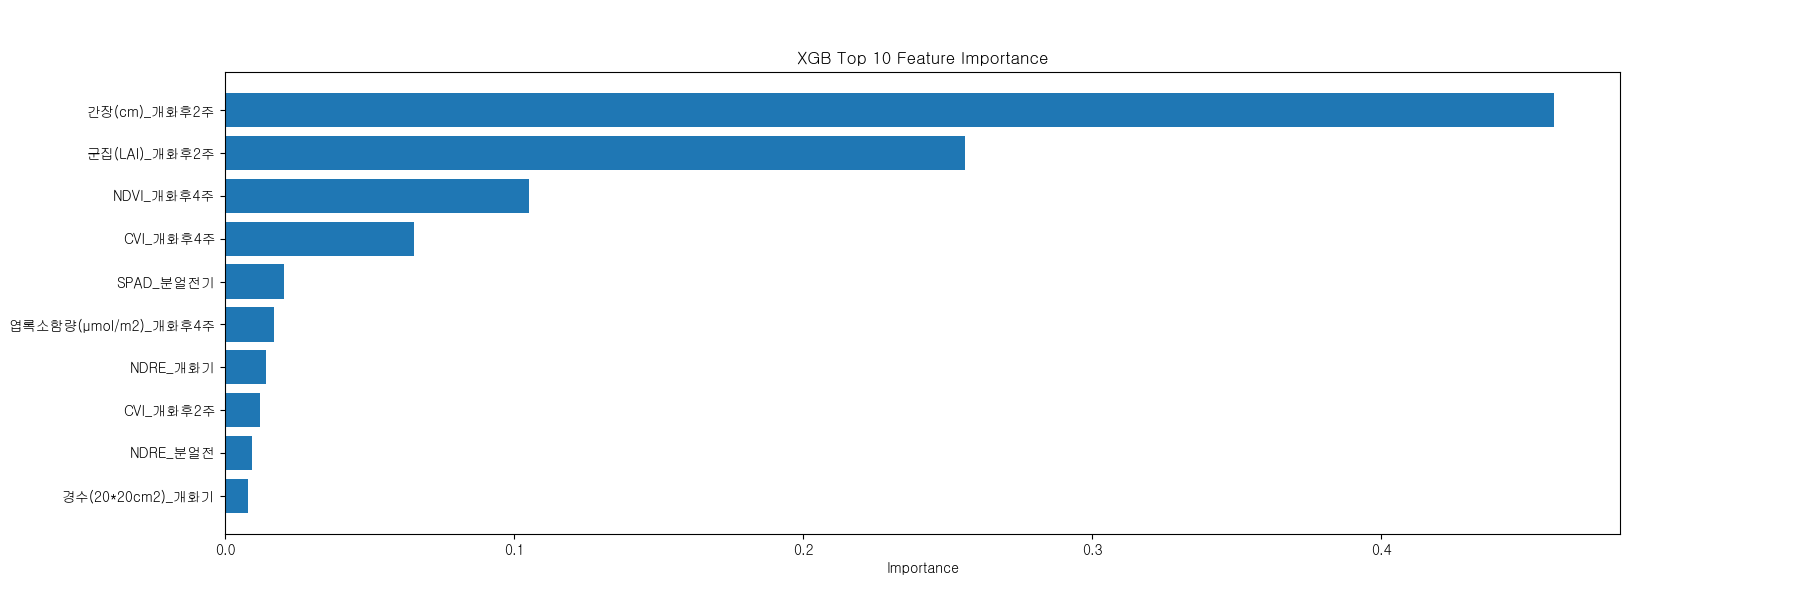 XGB Top 10 Feature Importance
간장(cm)_개화후2주
군집(LAI)_개화후2주
NDVI_개화후4주
CVI_개화후4주
SPAD_분얼전기
엽록소함량(μmol/m2)_개화후4주
NDRE_개화기
CVI_개화후2주
NDRE_분얼전
경수(20*20cm2)_개화기
0.0 0.1 0.2 0.3 0.4
Importance